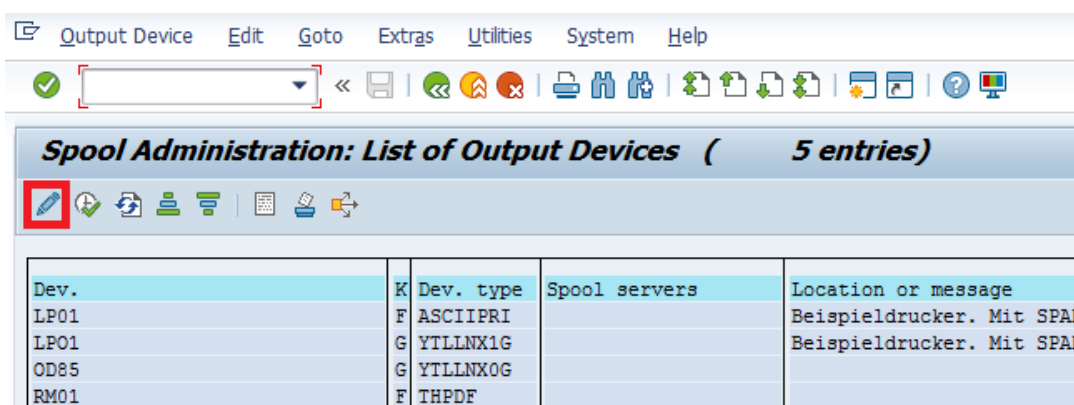 Output Device Edit Goto Extras Utilities System Help
Spool Administration: List of Output Devices ( 5 entries)
Dev. K Dev. type Spool servers Location or message
LP01 F ASCIIPRI Beispieldrucker. Mit SPA
LPO1 G YTLLNX1G Beispieldrucker. Mit SPA
OD85 G YTLLNX0G
RM01 F THPDF